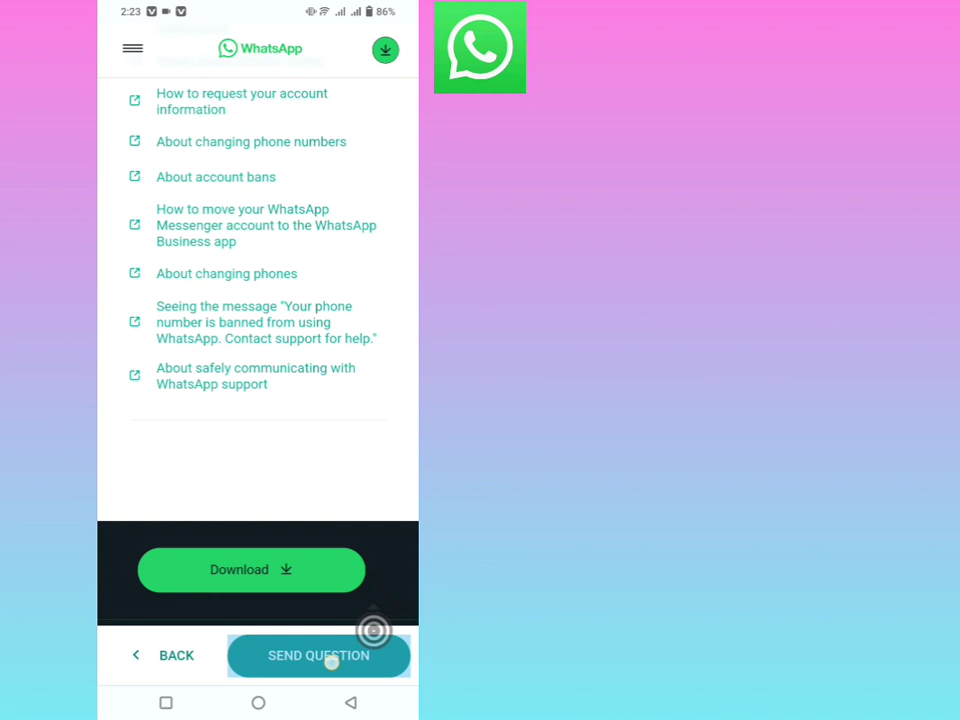 2:23
86%
WhatsApp
How to request your account
information
About changing phone numbers
About account bans
How to move your WhatsApp
Messenger account to the WhatsApp
Business app
About changing phones
Seeing the message "Your phone
number is banned from using
WhatsApp. Contact support for help."
About safely communicating with
WhatsApp support
Download
BACK
SEND QUESTION